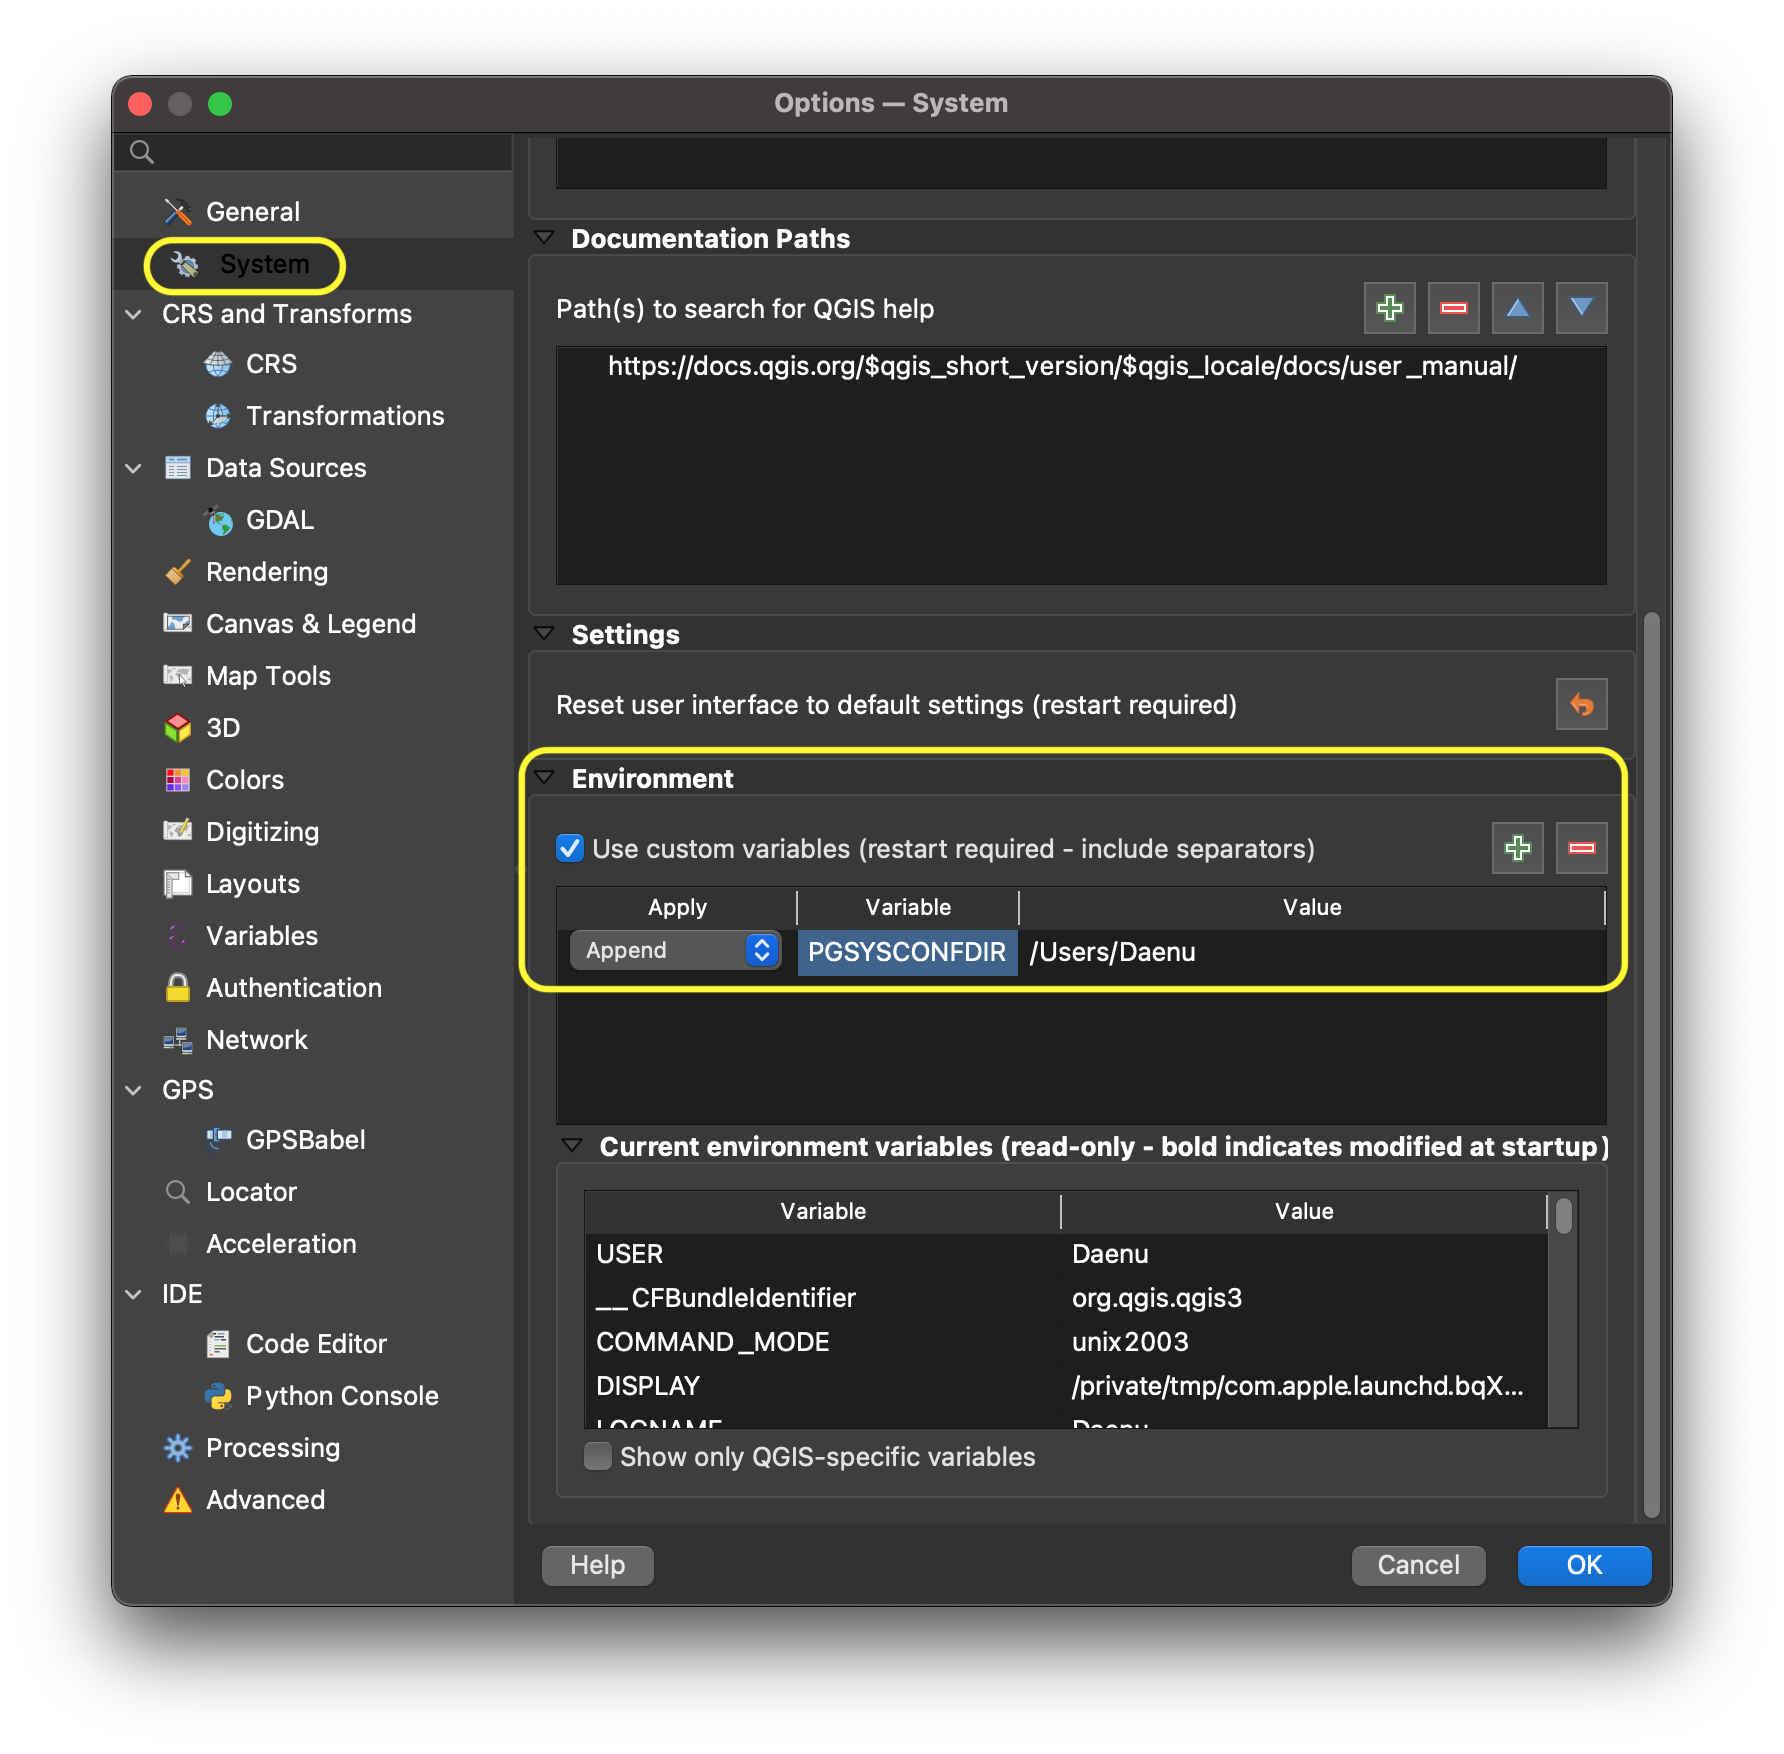 Options — System
General
System
CRS and Transforms
CRS
Transformations
Data Sources
GDAL
Rendering
Canvas & Legend
Map Tools
3D
Colors
Digitizing
Layouts
Variables
Authentication
Network
GPS
GPSBabel
Locator
Acceleration
IDE
Code Editor
Python Console
Processing
Advanced
Documentation Paths
Path(s) to search for QGIS help
https://docs.qgis.org/$qgis_short_version/$qgis_locale/docs/user_manual/
Settings
Reset user interface to default settings (restart required)
Environment
Use custom variables (restart required - include separators)
Apply Variable Value
Append PGSYSCONFDIR /Users/Daenu
Current environment variables (read-only - bold indicates modified at startup)
Variable Value
USER Daenu
__CFBundleIdentifier org.qgis.qgis3
COMMAND_MODE unix2003
DISPLAY /private/tmp/com.apple.launchd.bqX...
LOGNAME Daenu
Show only QGIS-specific variables
Help Cancel OK